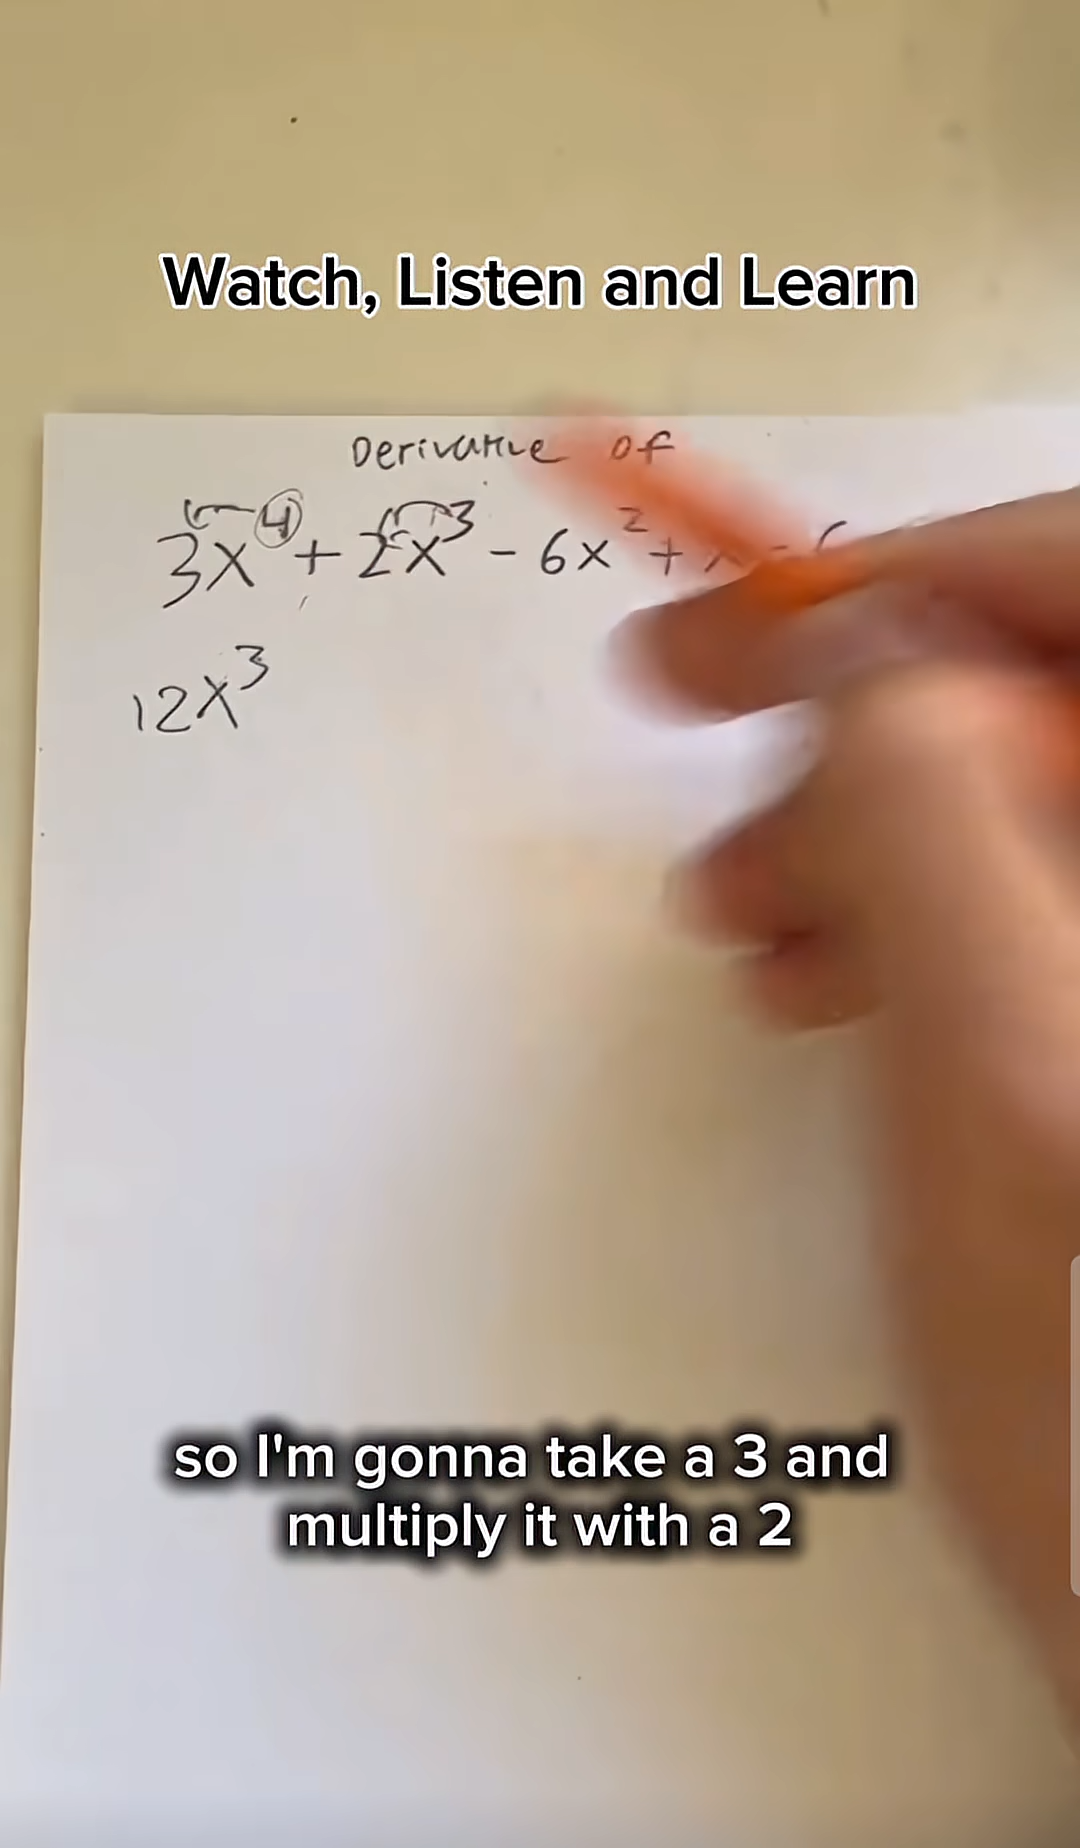 Watch, Listen and Learn
Derivative of
3x⁴ + 2x³ - 6x² +
12x³
so I'm gonna take a 3 and
multiply it with a 2